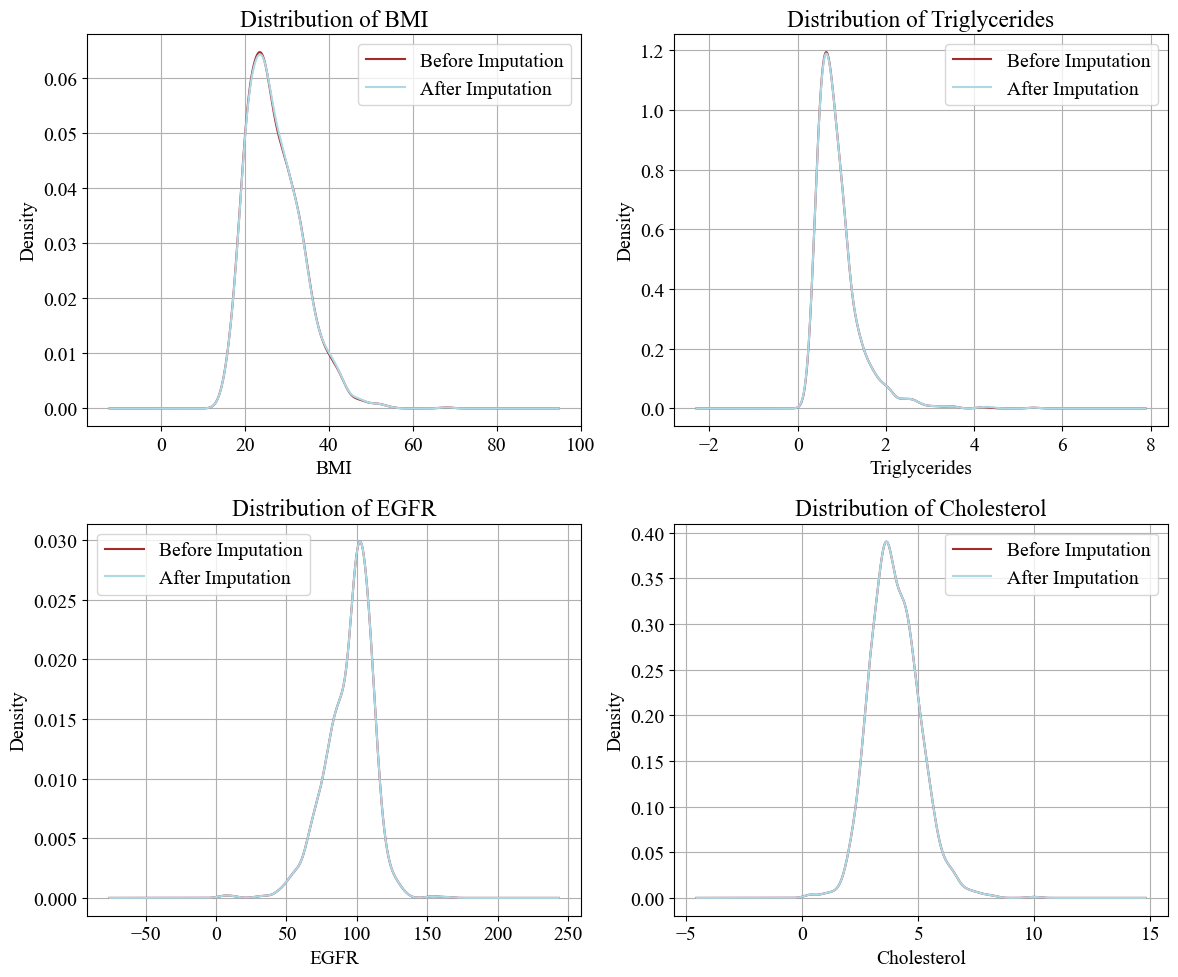 Distribution of BMI
Before Imputation
After Imputation
0.06
0.05
0.04
0.03
0.02
0.01
0.00
Density
0
20
40
60
80
100
BMI
Distribution of Triglycerides
Before Imputation
After Imputation
1.2
1.0
0.8
0.6
0.4
0.2
0.0
Density
−2
0
2
4
6
8
Triglycerides
Distribution of EGFR
Before Imputation
After Imputation
0.030
0.025
0.020
0.015
0.010
0.005
0.000
Density
−50
0
50
100
150
200
250
EGFR
Distribution of Cholesterol
Before Imputation
After Imputation
0.40
0.35
0.30
0.25
0.20
0.15
0.10
0.05
0.00
Density
−5
0
5
10
15
Cholesterol